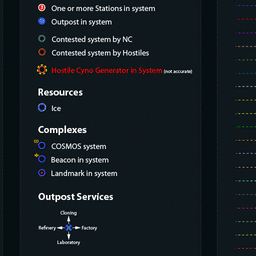 One or more Stations in system
Outpost in system
Contested system by NC
Contested system by Hostiles
Hostile Cyno Generator in System (not accurate)
Resources
Ice
Complexes
COSMOS system
Beacon in system
Landmark in system
Outpost Services
Cloning
Refinery Factory
Laboratory